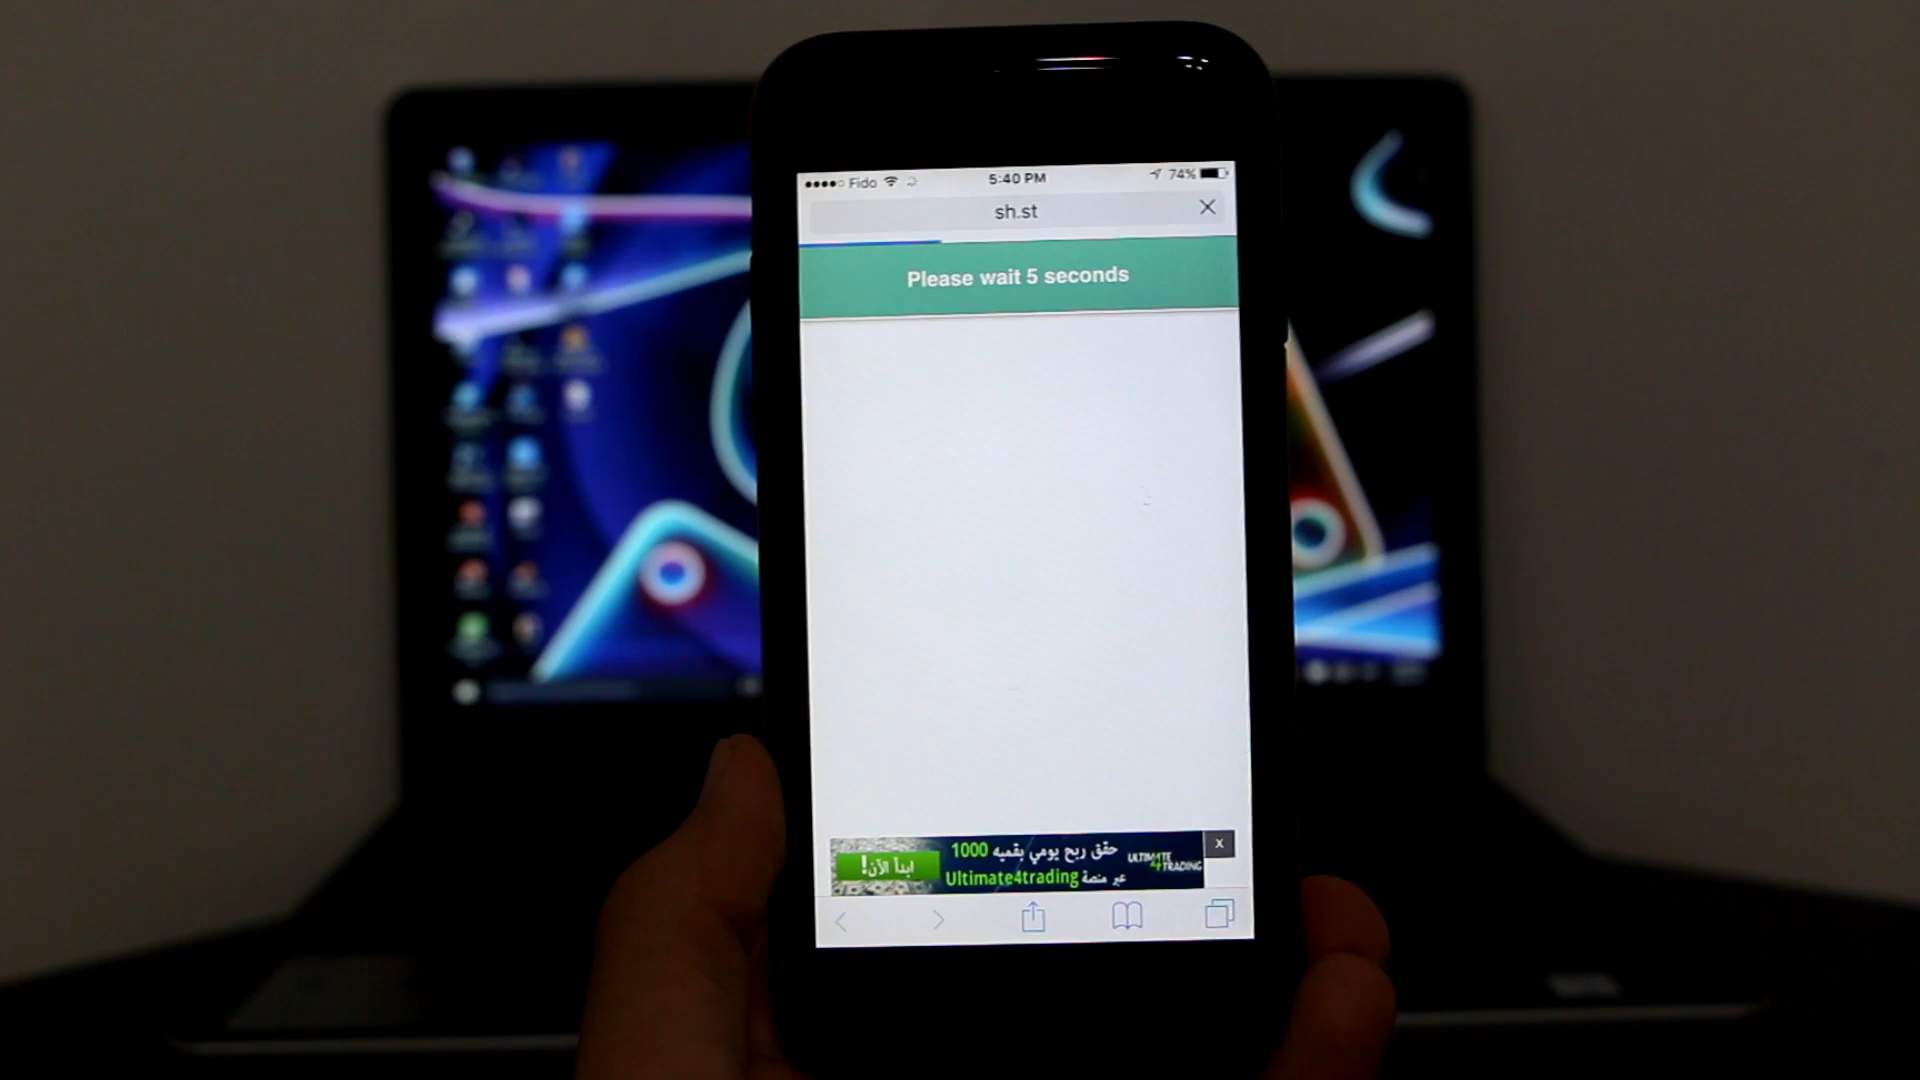 Fido 5:40 PM 74%
sh.st
Please wait 5 seconds
حقق ربح يومي بقميه 1000
عبر منصة Ultimate4trading
ابدأ الآن!
ULTIMATE
4TRADING
x